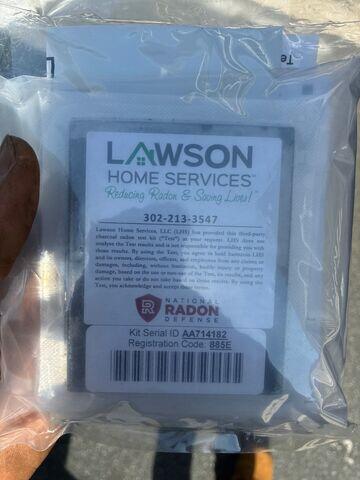 LAWSON
HOME SERVICES™
Reducing Radon & Saving Lives!
302-213-3547
Lawson Home Services, LLC (LHS) has provided this third-party
charcoal radon test kit ("Test") at your request. LHS does not
analyze the Test results and is not responsible for providing you with
those results. By using the Test, you agree to hold harmless LHS
and its owners, directors, officers, and employees from any claims or
damages, including, without limitation, bodily injury or property
damage, based on the use or non-use of the Test, its results, and any
action you take or do not take based on those results. By using the
Test, you acknowledge and accept these terms.
NATIONAL
RADON
DEFENSE
Kit Serial ID AA714182
Registration Code: 885E